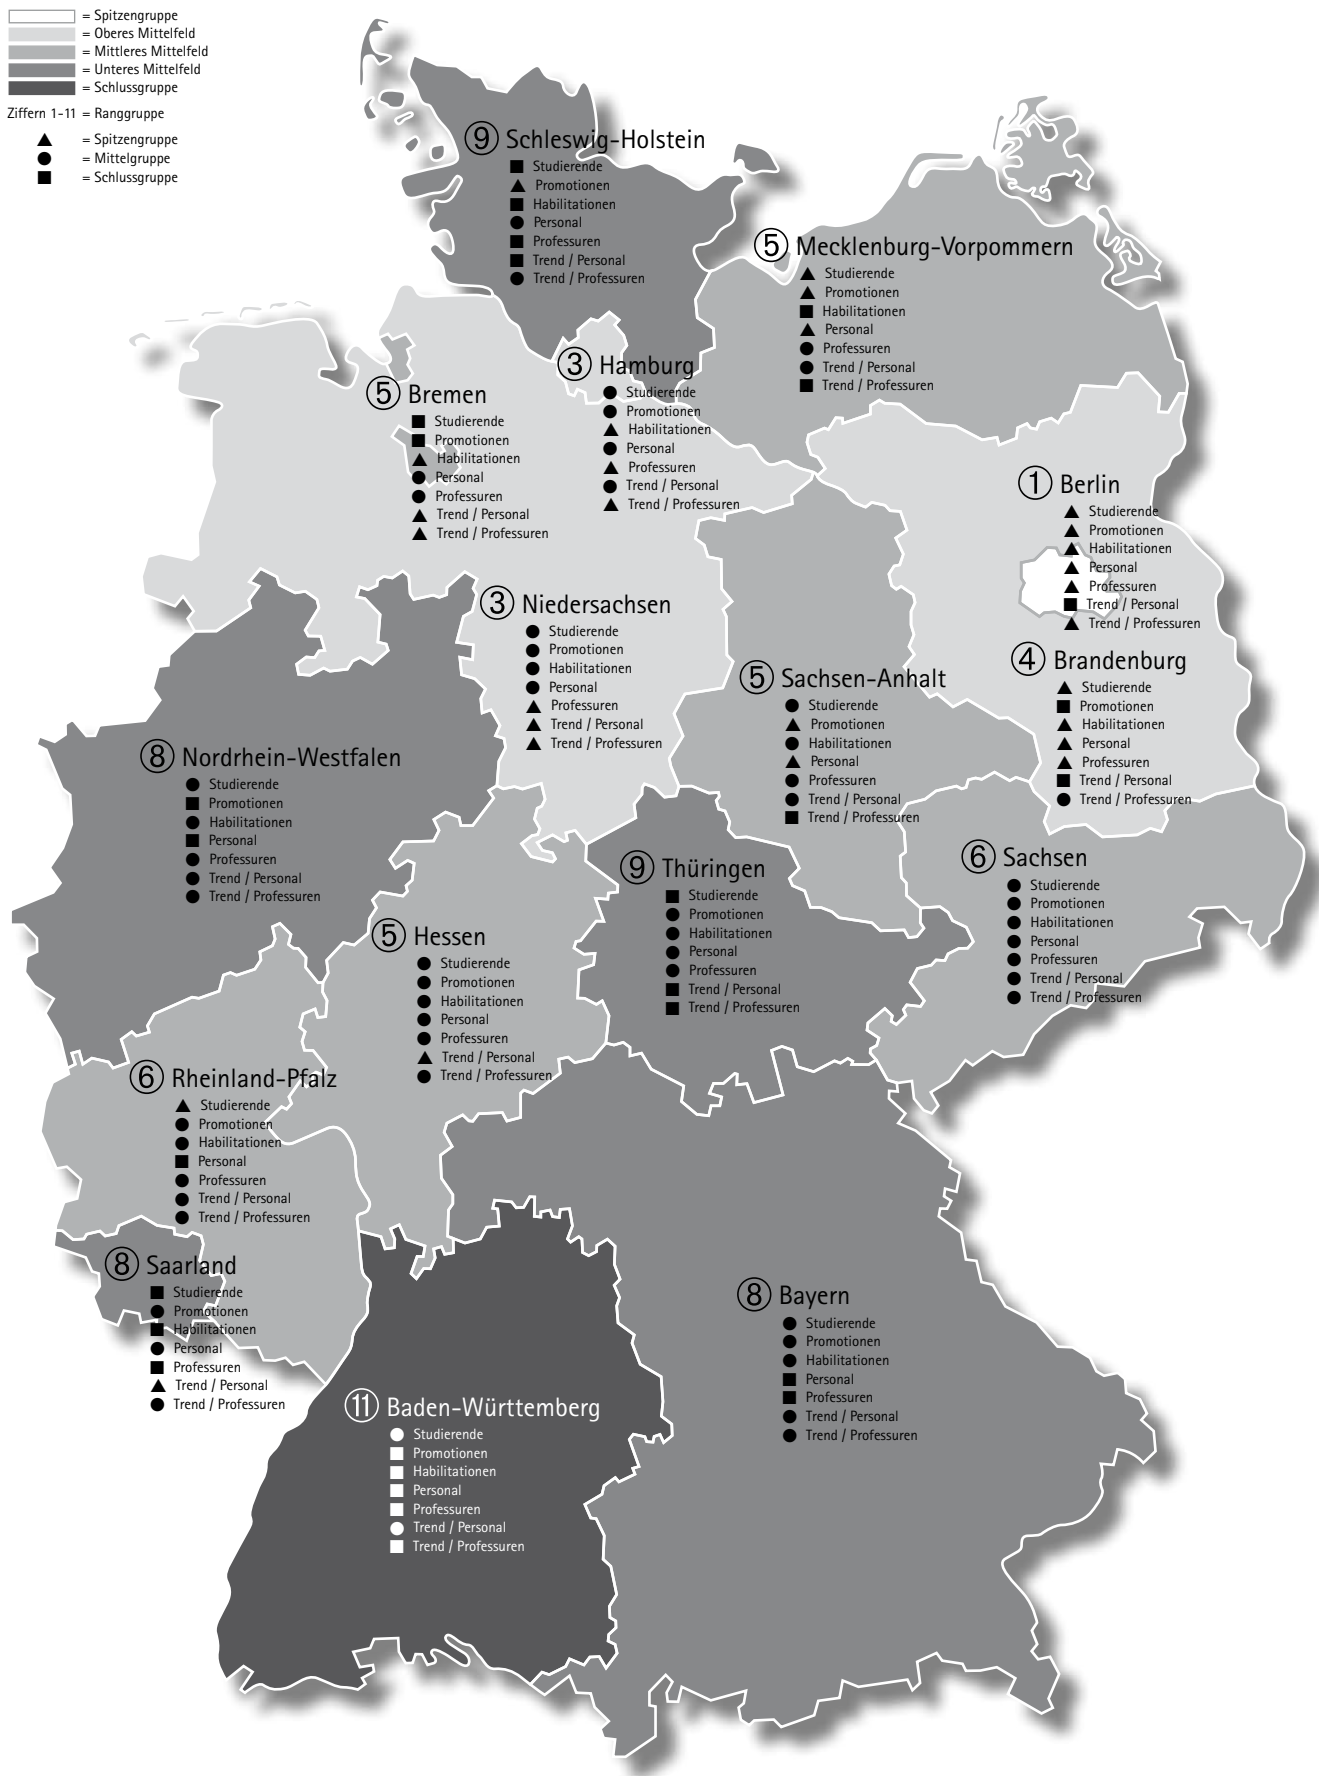 = Spitzengruppe
= Oberes Mittelfeld
= Mittleres Mittelfeld
= Unteres Mittelfeld
= Schlussgruppe
Ziffern 1-11 = Ranggruppe
▲ = Spitzengruppe
● = Mittelgruppe
■ = Schlussgruppe
⑨ Schleswig-Holstein
■ Studierende
▲ Promotionen
■ Habilitationen
● Personal
■ Professuren
■ Trend / Personal
● Trend / Professuren
⑤ Mecklenburg-Vorpommern
▲ Studierende
▲ Promotionen
■ Habilitationen
▲ Personal
● Professuren
● Trend / Personal
■ Trend / Professuren
③ Hamburg
● Studierende
● Promotionen
▲ Habilitationen
● Personal
▲ Professuren
● Trend / Personal
▲ Trend / Professuren
⑤ Bremen
■ Studierende
■ Promotionen
▲ Habilitationen
● Personal
● Professuren
▲ Trend / Personal
▲ Trend / Professuren
① Berlin
▲ Studierende
▲ Promotionen
▲ Habilitationen
▲ Personal
▲ Professuren
■ Trend / Personal
▲ Trend / Professuren
③ Niedersachsen
● Studierende
● Promotionen
● Habilitationen
● Personal
▲ Professuren
▲ Trend / Personal
▲ Trend / Professuren
④ Brandenburg
▲ Studierende
■ Promotionen
▲ Habilitationen
▲ Personal
▲ Professuren
■ Trend / Personal
● Trend / Professuren
⑤ Sachsen-Anhalt
● Studierende
▲ Promotionen
● Habilitationen
▲ Personal
● Professuren
● Trend / Personal
■ Trend / Professuren
⑧ Nordrhein-Westfalen
● Studierende
■ Promotionen
● Habilitationen
■ Personal
● Professuren
● Trend / Personal
● Trend / Professuren
⑨ Thüringen
■ Studierende
● Promotionen
● Habilitationen
● Personal
● Professuren
■ Trend / Personal
■ Trend / Professuren
⑥ Sachsen
● Studierende
● Promotionen
● Habilitationen
● Personal
● Professuren
● Trend / Personal
● Trend / Professuren
⑤ Hessen
● Studierende
● Promotionen
● Habilitationen
● Personal
● Professuren
▲ Trend / Personal
● Trend / Professuren
⑥ Rheinland-Pfalz
▲ Studierende
● Promotionen
● Habilitationen
■ Personal
● Professuren
● Trend / Personal
● Trend / Professuren
⑧ Saarland
■ Studierende
● Promotionen
■ Habilitationen
● Personal
■ Professuren
▲ Trend / Personal
● Trend / Professuren
⑧ Bayern
● Studierende
● Promotionen
● Habilitationen
■ Personal
■ Professuren
● Trend / Personal
● Trend / Professuren
⑪ Baden-Württemberg
● Studierende
■ Promotionen
■ Habilitationen
■ Personal
■ Professuren
● Trend / Personal
■ Trend / Professuren